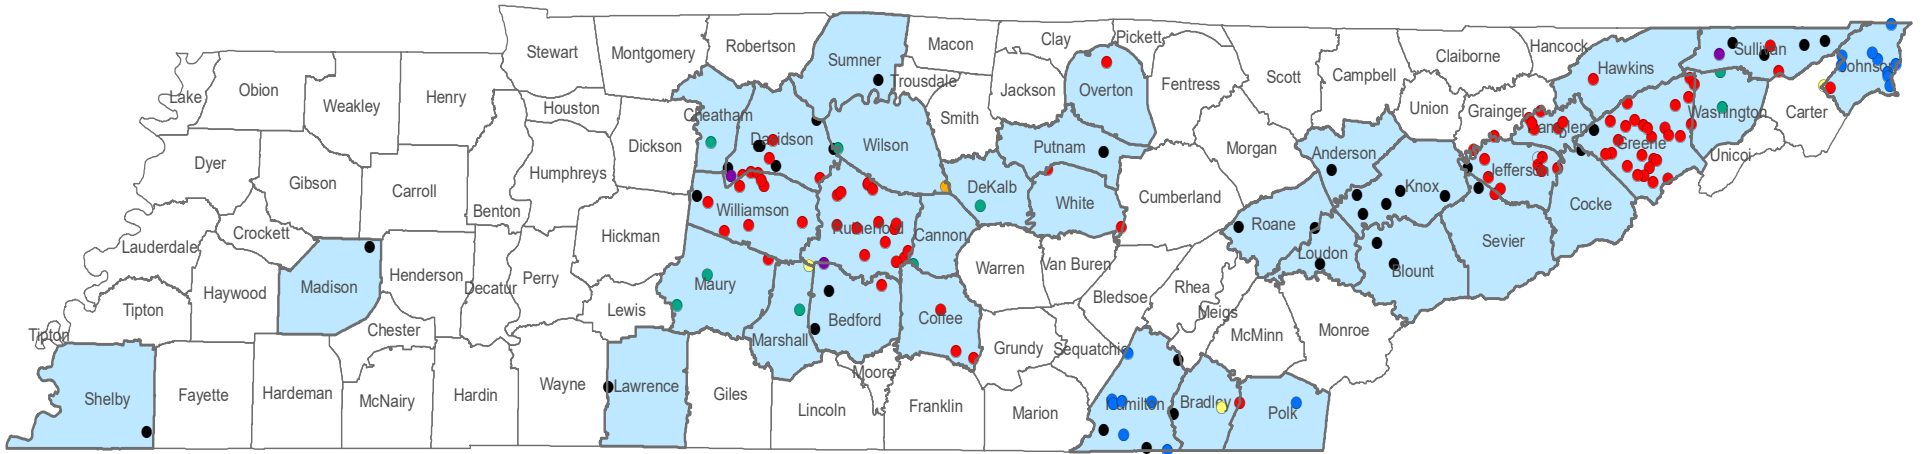 Stewart
Montgomery
Robertson
Sumner
Macon
Clay
Pickett
Trousdale
Lake
Obion
Weakley
Henry
Houston
Dickson
Cheatham
Davidson
Wilson
Smith
Jackson
Overton
Fentress
Scott
Campbell
Claiborne
Hancock
Hawkins
Sullivan
Johnson
Union
Grainger
Hamblen
Greene
Washington
Carter
Unicoi
Dyer
Gibson
Carroll
Benton
Humphreys
Williamson
Rutherford
Cannon
DeKalb
Putnam
White
Cumberland
Morgan
Anderson
Knox
Jefferson
Cocke
Sevier
Roane
Loudon
Blount
Lauderdale
Crockett
Haywood
Madison
Henderson
Decatur
Perry
Hickman
Lewis
Maury
Marshall
Bedford
Coffee
Warren
Van Buren
Bledsoe
Rhea
Meigs
McMinn
Monroe
Tipton
Tipton
Chester
Shelby
Fayette
Hardeman
McNairy
Hardin
Wayne
Lawrence
Giles
Lincoln
Moore
Franklin
Grundy
Sequatchie
Marion
Hamilton
Bradley
Polk